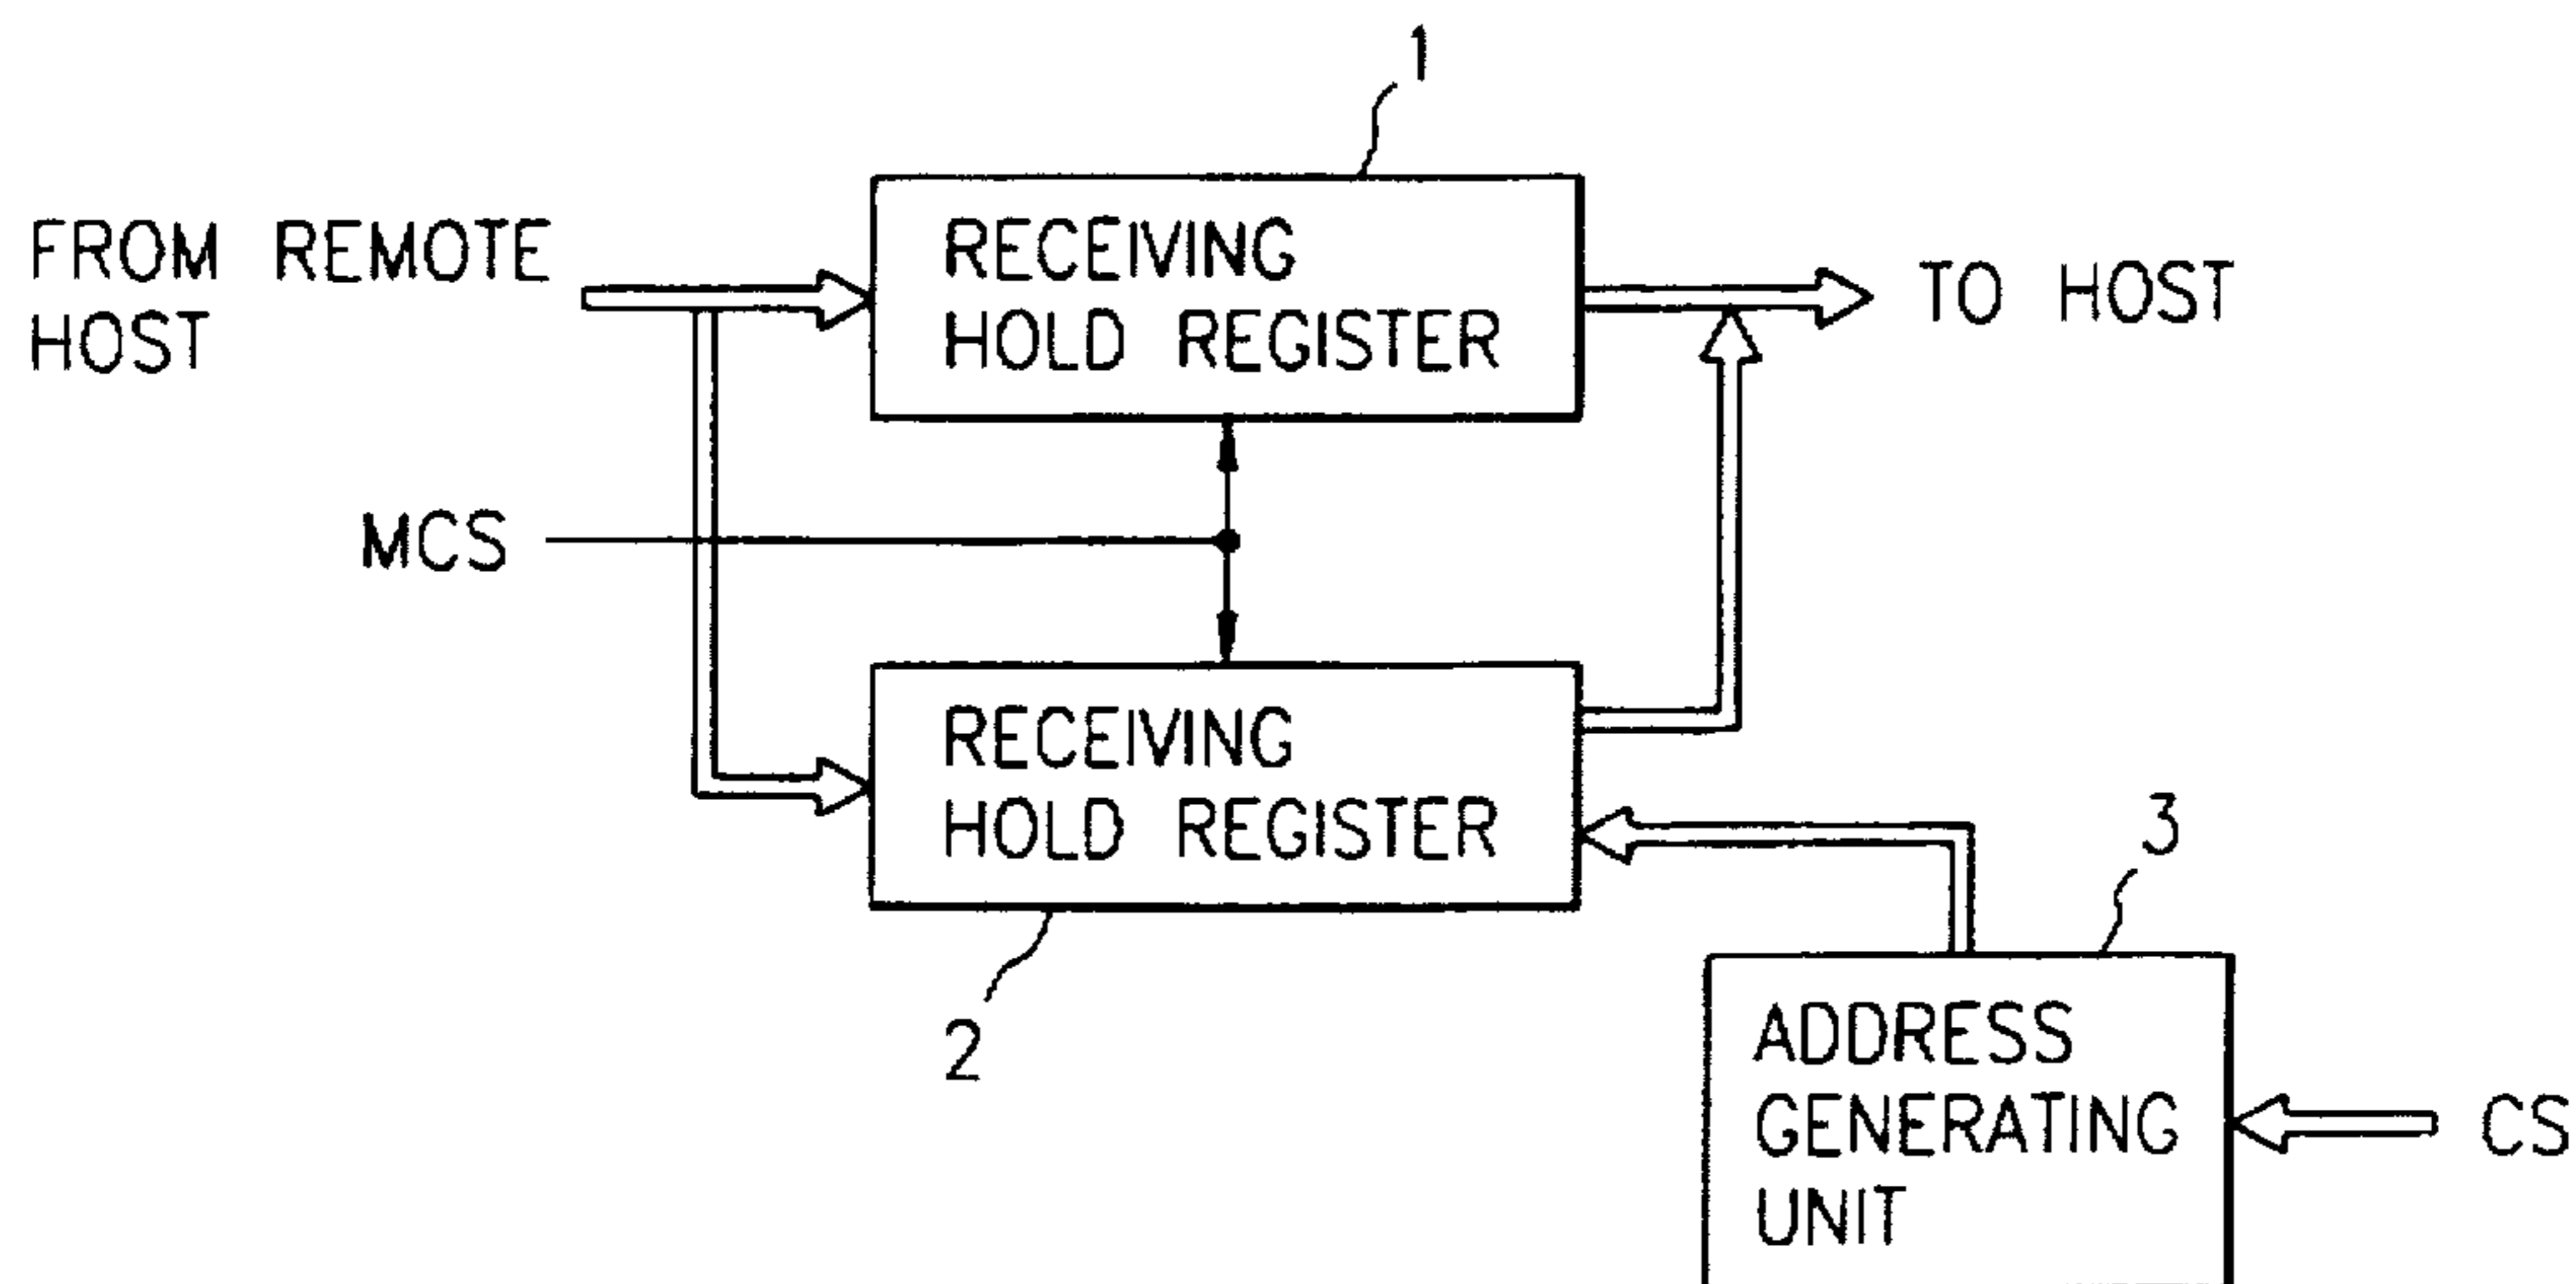 1
FROM REMOTE
HOST
RECEIVING
HOLD REGISTER
TO HOST
MCS
RECEIVING
HOLD REGISTER
2
3
ADDRESS
GENERATING
UNIT
CS